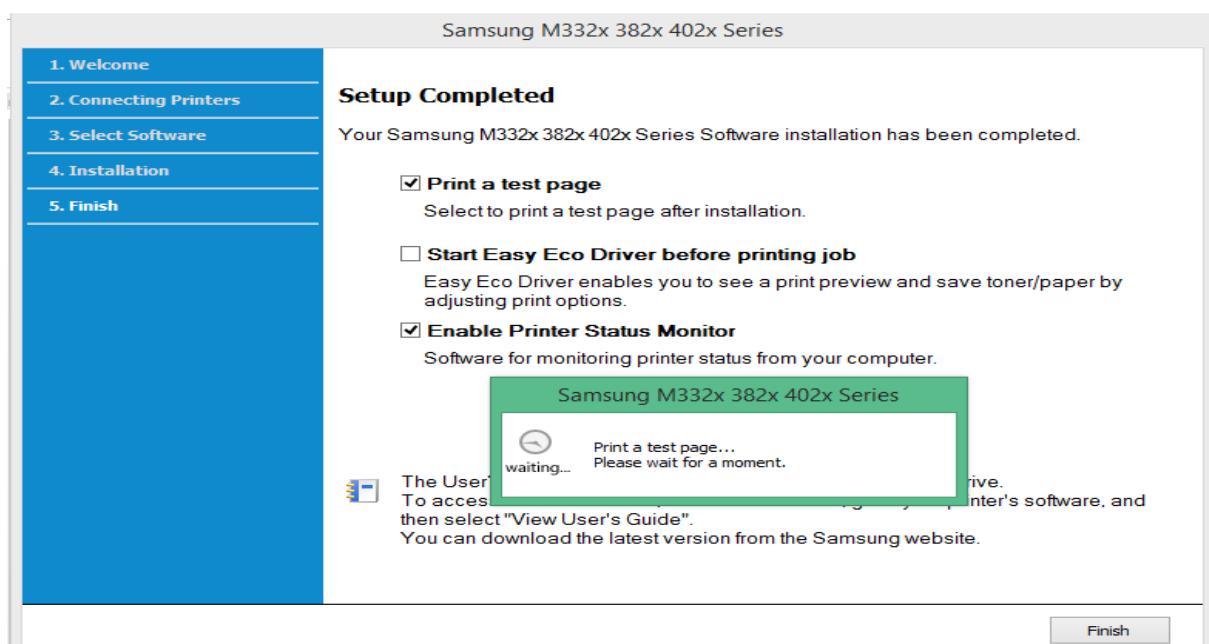 Samsung M332x 382x 402x Series
1. Welcome
2. Connecting Printers
3. Select Software
4. Installation
5. Finish
Setup Completed
Your Samsung M332x 382x 402x Series Software installation has been completed.
Print a test page
Select to print a test page after installation.
Start Easy Eco Driver before printing job
Easy Eco Driver enables you to see a print preview and save toner/paper by
adjusting print options.
Enable Printer Status Monitor
Software for monitoring printer status from your computer.
Samsung M332x 382x 402x Series
waiting...
Print a test page...
Please wait for a moment.
The User'
To acces inter's software, and
then select "View User's Guide".
You can download the latest version from the Samsung website.
Finish